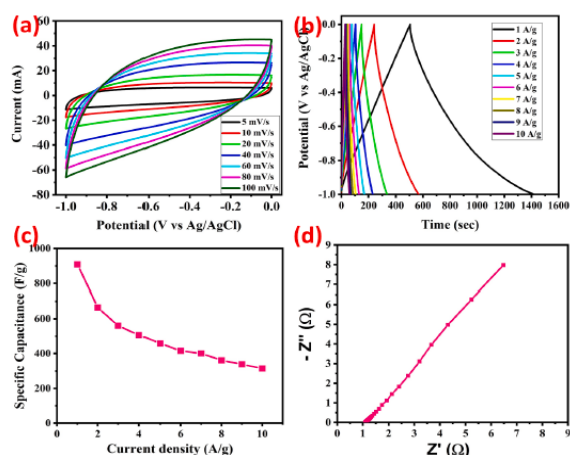 (a)
60
40
20
0
-20
-40
-60
-80
Current (mA)
5 mV/s
10 mV/s
20 mV/s
40 mV/s
60 mV/s
80 mV/s
100 mV/s
-1.0 -0.8 -0.6 -0.4 -0.2 0.0
Potential (V vs Ag/AgCl)
(b)
-0.0
-0.2
-0.4
-0.6
-0.8
-1.0
Potential (V vs Ag/AgCl)
1 A/g
2 A/g
3 A/g
4 A/g
5 A/g
6 A/g
7 A/g
8 A/g
9 A/g
10 A/g
0 200 400 600 800 1000 1200 1400 1600
Time (sec)
(c)
1000
800
600
400
200
0
Specific Capacitance (F/g)
2 4 6 8 10
Current density (A/g)
(d)
9
8
7
6
5
4
3
2
1
0
- Z" (Ω)
0 1 2 3 4 5 6 7 8 9
Z' (Ω)